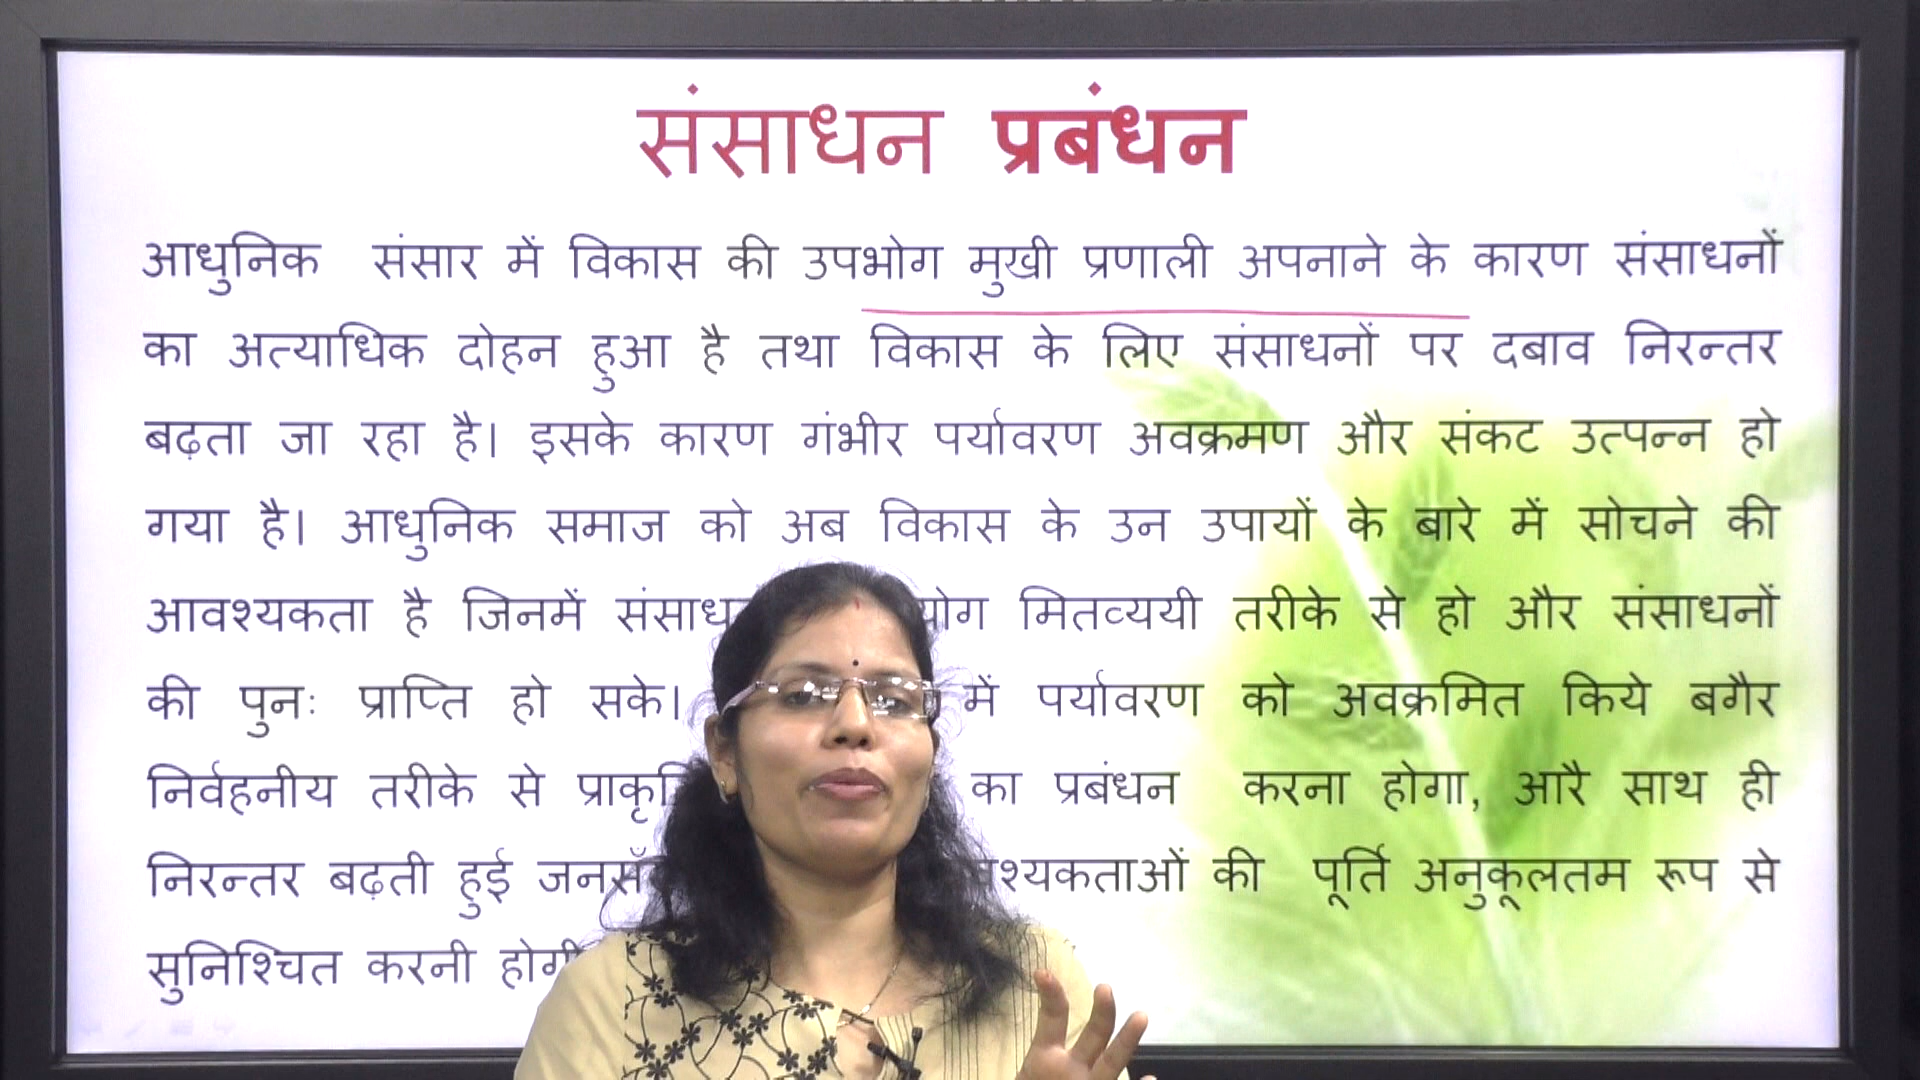 संसाधन प्रबंधन
आधुनिक संसार में विकास की उपभोग मुखी प्रणाली अपनाने के कारण संसाधनों
का अत्याधिक दोहन हुआ है तथा विकास के लिए संसाधनों पर दबाव निरन्तर
बढ़ता जा रहा है। इसके कारण गंभीर पर्यावरण अवक्रमण और संकट उत्पन्न हो
गया है। आधुनिक समाज को अब विकास के उन उपायों के बारे में सोचने की
आवश्यकता है जिनमें मितव्ययी तरीके से हो और संसाधनों
की पुनः प्राप्ति हो सके। में पर्यावरण को अवक्रमित किये बगैर
निर्वहनीय तरीके से का प्रबंधन करना होगा, आरै साथ ही
निरन्तर बढ़ती हुई की पूर्ति अनुकूलतम रूप से
सुनिश्चित करनी